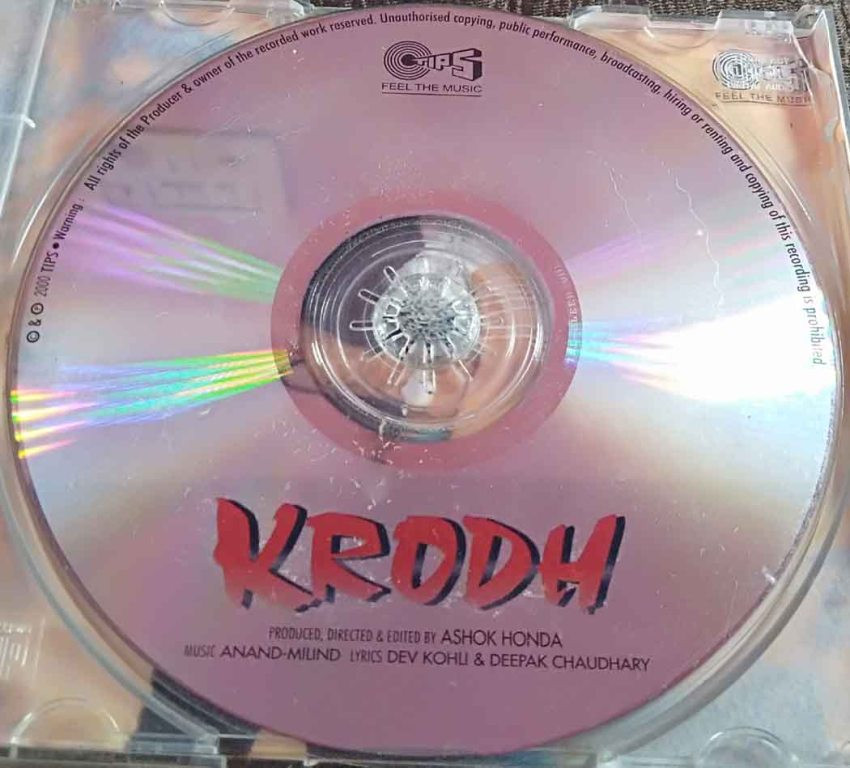 ℗ & © 2000 TIPS • Warning : All rights of the Producer & owner of the recorded work reserved. Unauthorised copying, public performance, broadcasting, hiring or renting and copying of this recording is prohibited
TIPS
FEEL THE MUSIC
TIPS
FEEL THE MUSIC
KRODH
PRODUCED, DIRECTED & EDITED BY ASHOK HONDA
MUSIC ANAND-MILIND LYRICS DEV KOHLI & DEEPAK CHAUDHARY